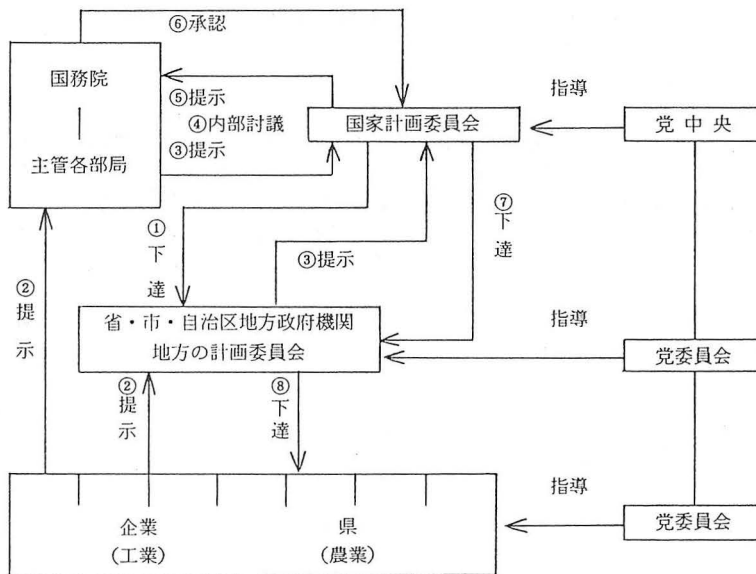 ⑥承認
国務院
主管各部局
⑤提示
④内部討議
③提示
国家計画委員会
指導
党中央
①下達
③提示
⑦下達
②提示
省・市・自治区地方政府機関
地方の計画委員会
指導
党委員会
②提示
⑧下達
企業
(工業)
県
(農業)
指導
党委員会